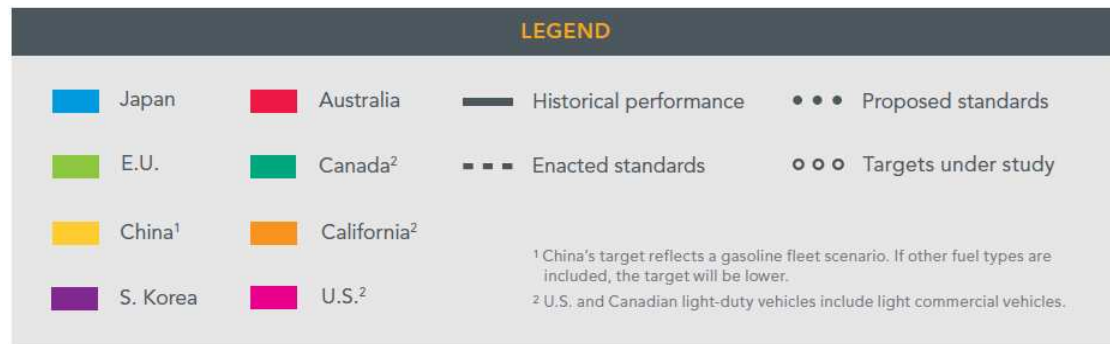 LEGEND
Japan
Australia
Historical performance
Proposed standards
E.U.
Canada²
Enacted standards
Targets under study
China¹
California²
S. Korea
U.S.²
¹ China's target reflects a gasoline fleet scenario. If other fuel types are
included, the target will be lower.
² U.S. and Canadian light-duty vehicles include light commercial vehicles.